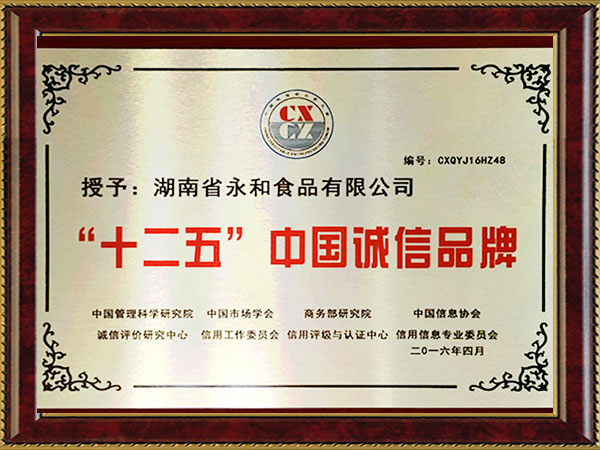 CX
CZ
编号：CXQYJ16HZ48
授予：湖南省永和食品有限公司
“十二五”中国诚信品牌
中国管理科学研究院 中国市场学会 商务部研究院 中国信息协会
诚信评价研究中心 信用工作委员会 信用评级与认证中心 信用信息专业委员会
二〇一六年四月